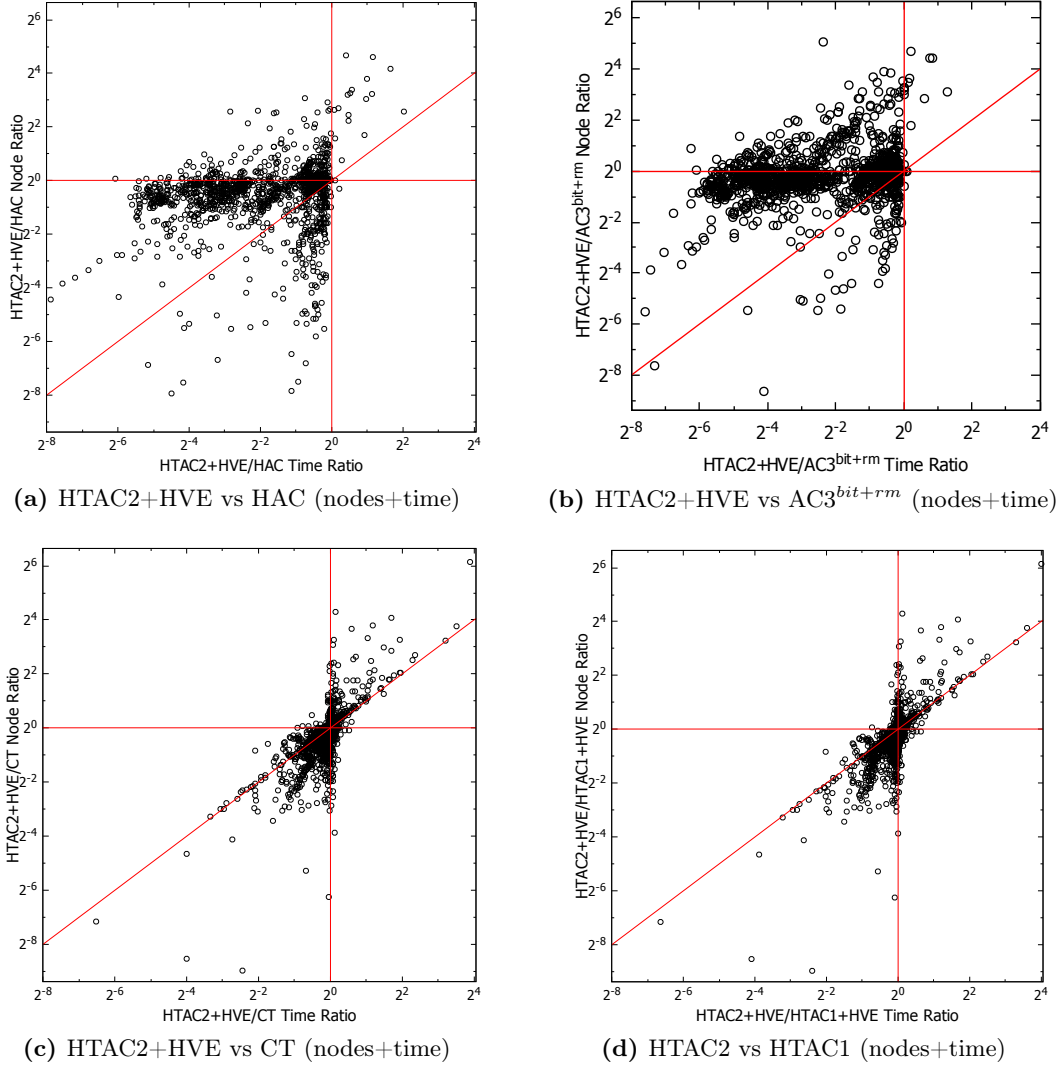 2^6
2^4
2^2
2^0
2^-2
2^-4
2^-6
2^-8
HTAC2+HVE/HAC Node Ratio
2^-8 2^-6 2^-4 2^-2 2^0 2^2 2^4
HTAC2+HVE/HAC Time Ratio
(a) HTAC2+HVE vs HAC (nodes+time)
2^6
2^4
2^2
2^0
2^-2
2^-4
2^-6
2^-8
HTAC2+HVE/AC3^bit+rm Node Ratio
2^-8 2^-6 2^-4 2^-2 2^0 2^2 2^4
HTAC2+HVE/AC3^bit+rm Time Ratio
(b) HTAC2+HVE vs AC3^bit+rm (nodes+time)
2^6
2^4
2^2
2^0
2^-2
2^-4
2^-6
2^-8
HTAC2+HVE/CT Node Ratio
2^-8 2^-6 2^-4 2^-2 2^0 2^2 2^4
HTAC2+HVE/CT Time Ratio
(c) HTAC2+HVE vs CT (nodes+time)
2^6
2^4
2^2
2^0
2^-2
2^-4
2^-6
2^-8
HTAC2+HVE/HTAC1+HVE Node Ratio
2^-8 2^-6 2^-4 2^-2 2^0 2^2 2^4
HTAC2+HVE/HTAC1+HVE Time Ratio
(d) HTAC2 vs HTAC1 (nodes+time)